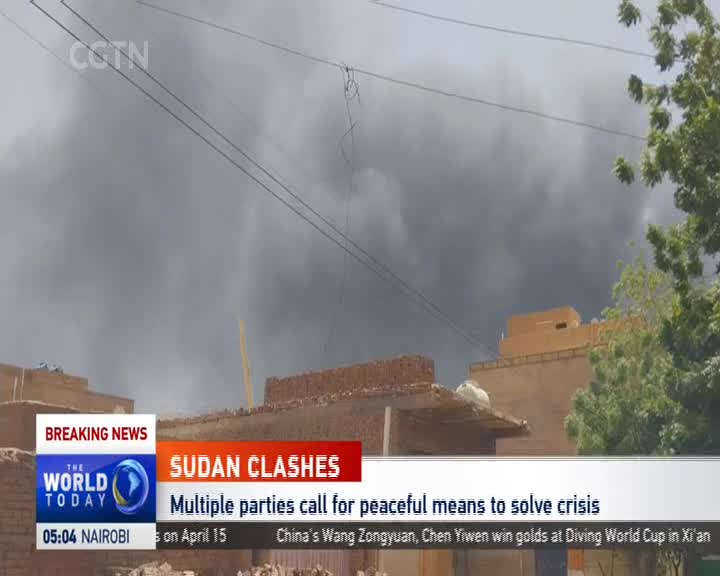 CGTN
BREAKING NEWS
SUDAN CLASHES
THE
WORLD
TODAY
Multiple parties call for peaceful means to solve crisis
05:04 NAIROBI
s on April 15 China's Wang Zongyuan, Chen Yiwen win golds at Diving World Cup in Xi'an